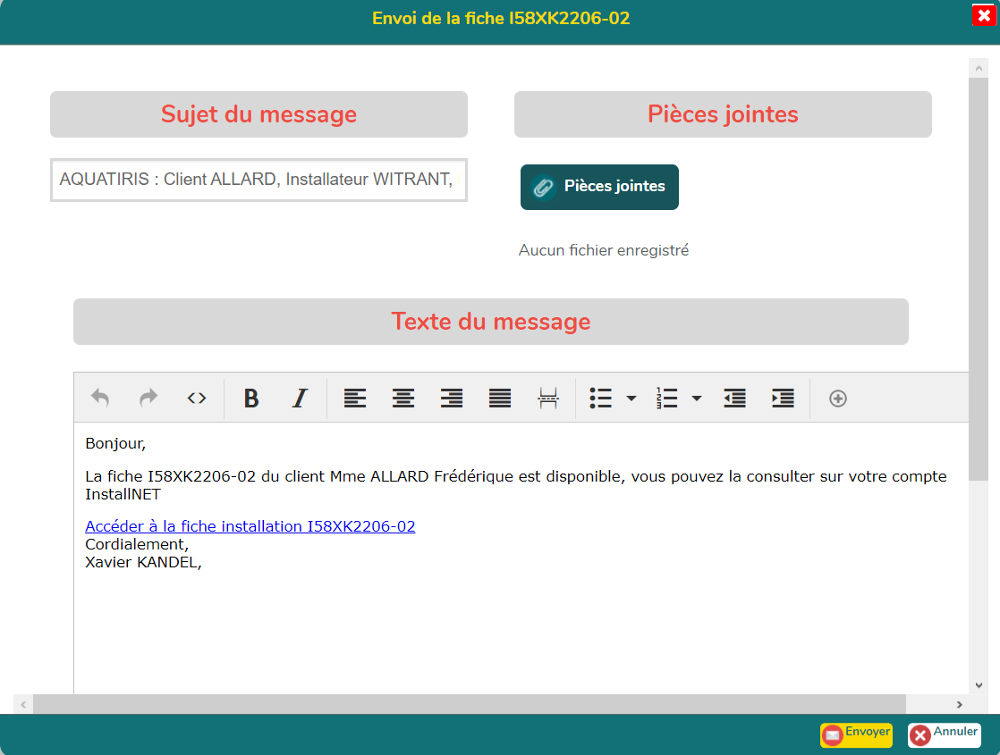 Envoi de la fiche I58XK2206-02
Sujet du message
Pièces jointes
AQUATIRIS : Client ALLARD, Installateur WITRANT,
Pièces jointes
Aucun fichier enregistré
Texte du message
Bonjour,
La fiche I58XK2206-02 du client Mme ALLARD Frédérique est disponible, vous pouvez la consulter sur votre compte
InstallNET
Accéder à la fiche installation I58XK2206-02
Cordialement,
Xavier KANDEL,
Envoyer
Annuler